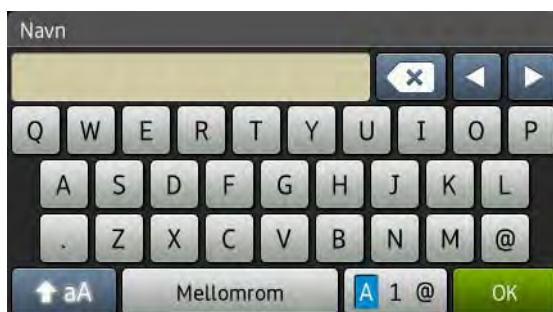 Navn
Q W E R T Y U I O P
A S D F G H J K L
. Z X C V B N M @
aA Mellomrom A 1 @ OK